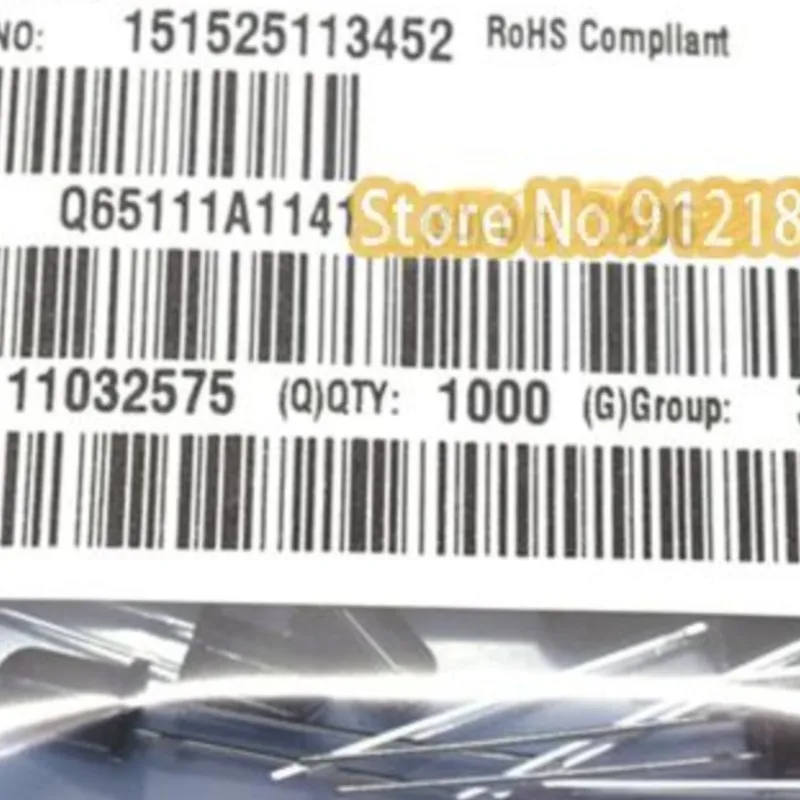 NO: 151525113452 RoHS Compliant
Q65111A1141 Store No 91218
11032575 (Q)QTY: 1000 (G)Group: